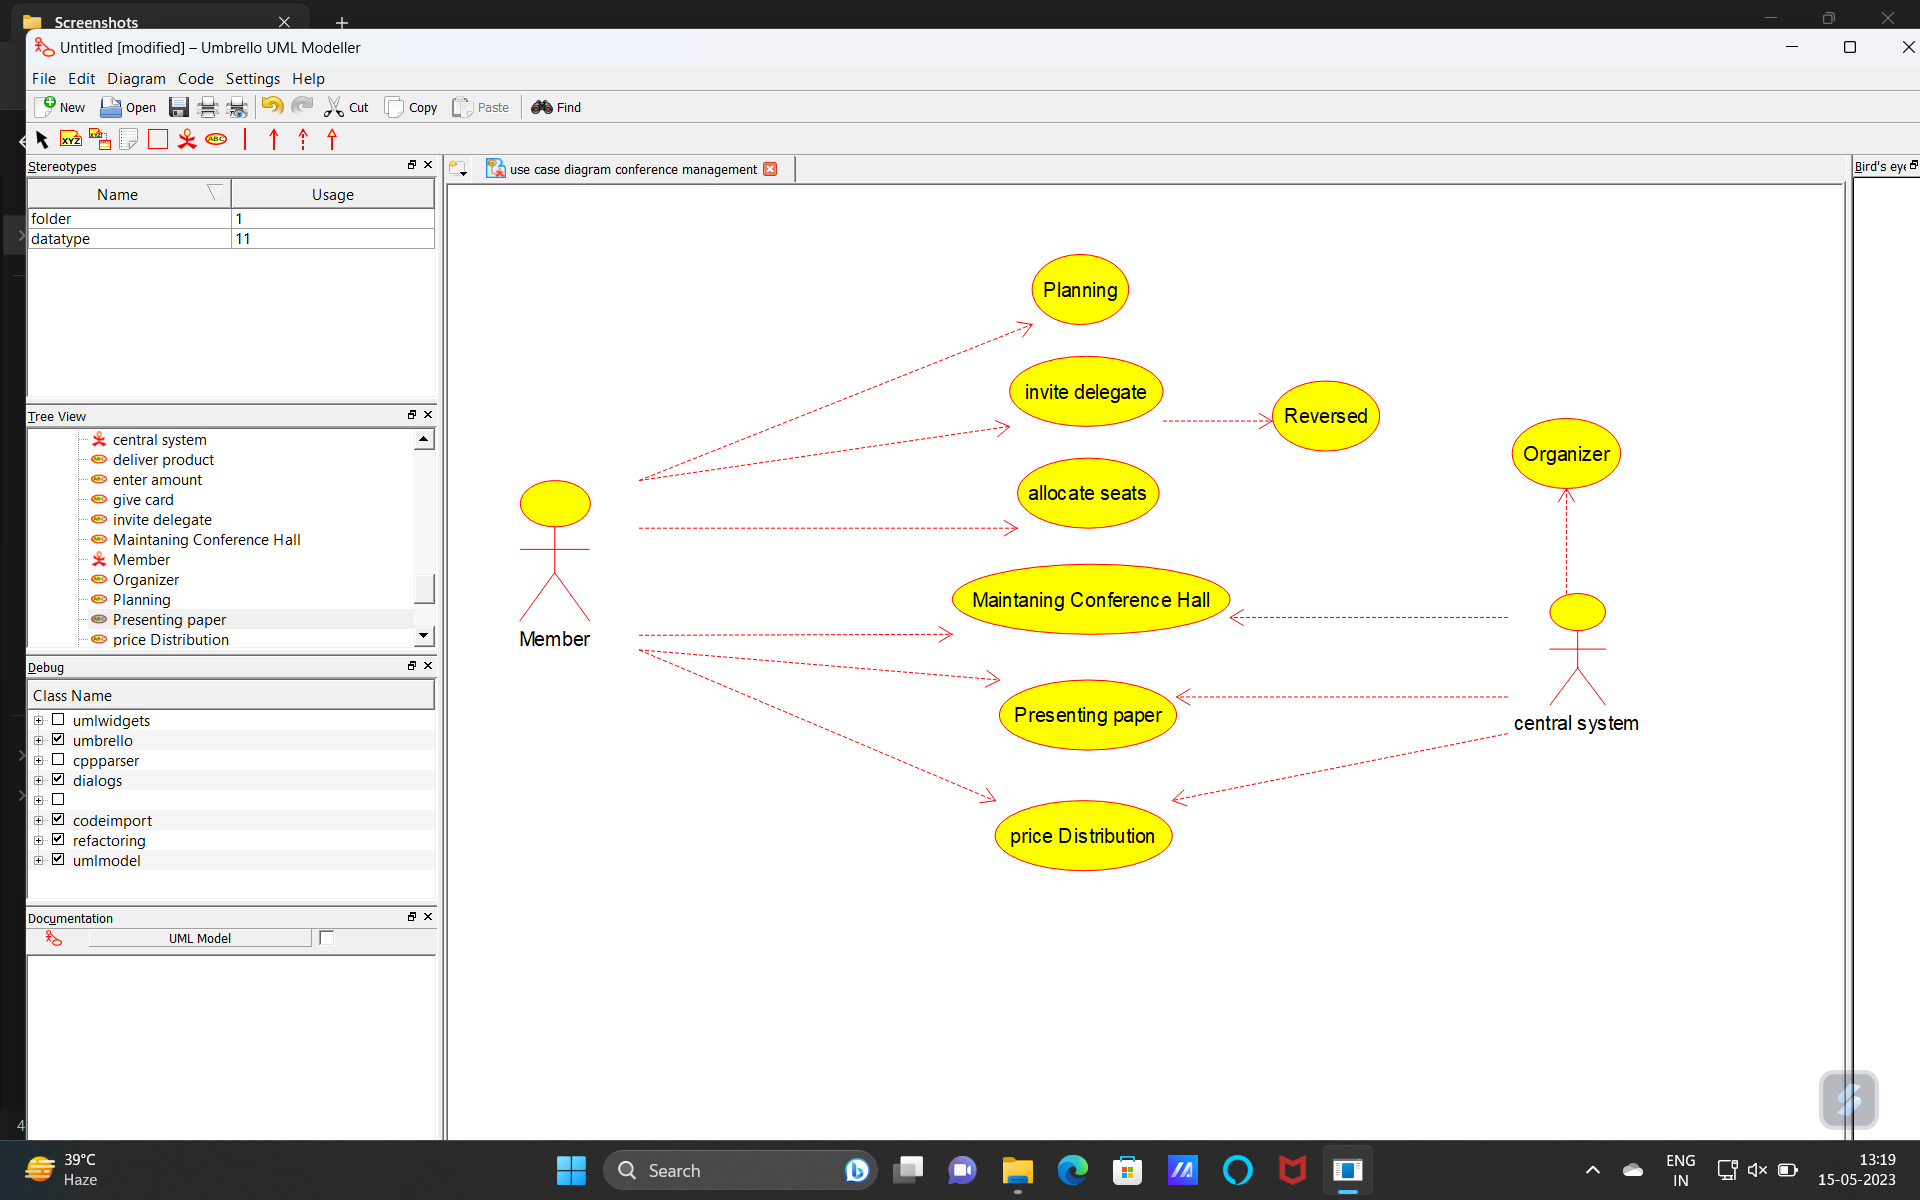 Screenshots
Untitled [modified] – Umbrello UML Modeller
File Edit Diagram Code Settings Help
New Open Cut Copy Paste Find
XYZ ABC
Stereotypes
Name Usage
folder 1
datatype 11
Tree View
central system
deliver product
enter amount
give card
invite delegate
Maintaning Conference Hall
Member
Organizer
Planning
Presenting paper
price Distribution
Debug
Class Name
umlwidgets
umbrello
cppparser
dialogs
codeimport
refactoring
umlmodel
Documentation
UML Model
use case diagram conference management
Bird's eye
Planning
invite delegate
Reversed
Organizer
allocate seats
Maintaning Conference Hall
Member
Presenting paper
central system
price Distribution
4
39°C
Haze
Search
ENG
IN
13:19
15-05-2023